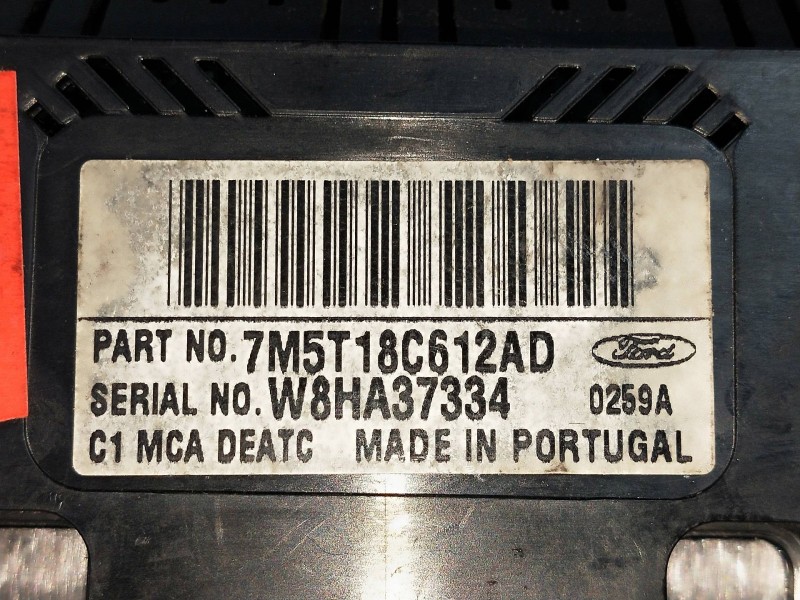 PART NO. 7M5T18C612AD Ford
SERIAL NO. W8HA37334 0259A
C1 MCA DEATC MADE IN PORTUGAL